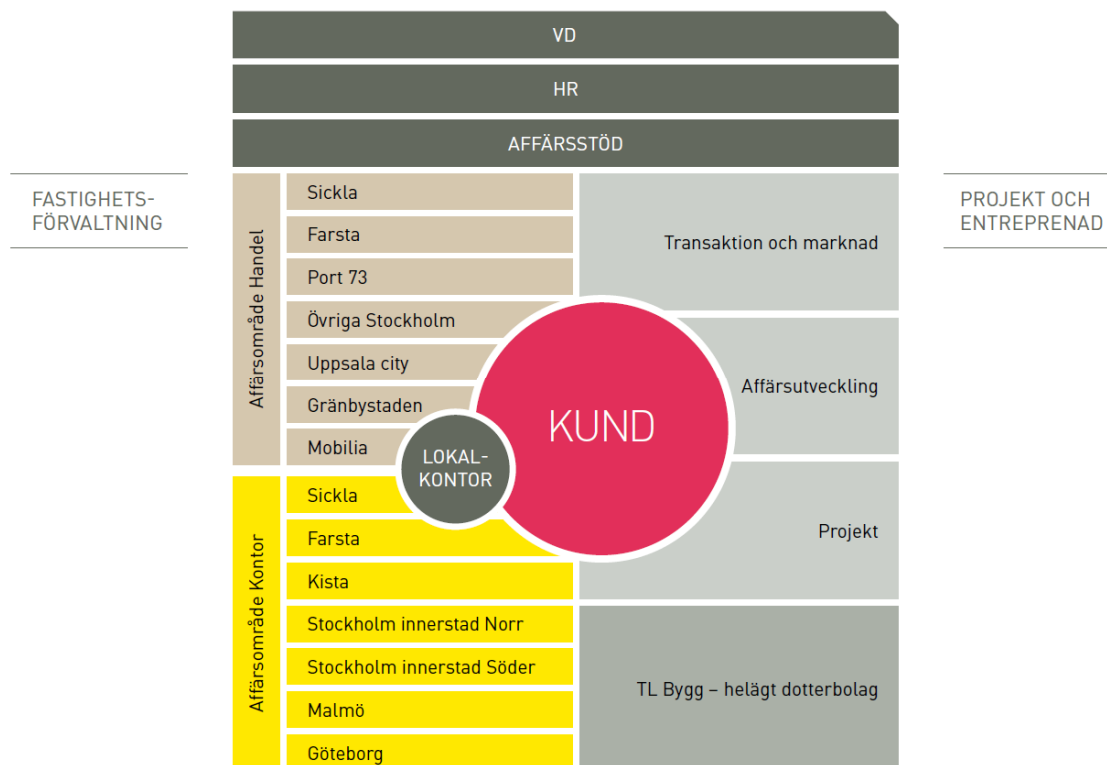 VD
HR
AFFÄRSSTÖD
FASTIGHETS-
FÖRVALTNING
Affärsområde Handel
Sickla
Farsta
Port 73
Övriga Stockholm
Uppsala city
Gränbystaden
Mobilia
Affärsområde Kontor
Sickla
Farsta
Kista
Stockholm innerstad Norr
Stockholm innerstad Söder
Malmö
Göteborg
LOKAL-
KONTOR
KUND
Transaktion och marknad
Affärsutveckling
Projekt
TL Bygg – helägt dotterbolag
PROJEKT OCH
ENTREPRENAD